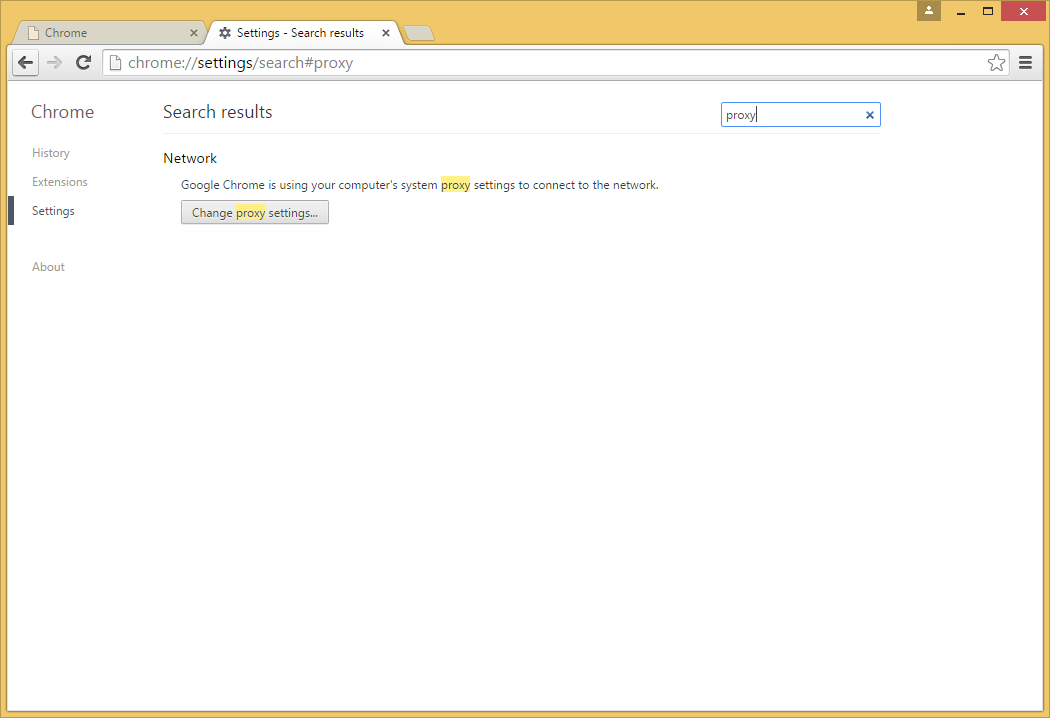 Chrome
Settings - Search results
chrome://settings/search#proxy
Chrome
Search results
proxy
History
Extensions
Settings
About
Network
Google Chrome is using your computer's system proxy settings to connect to the network.
Change proxy settings...